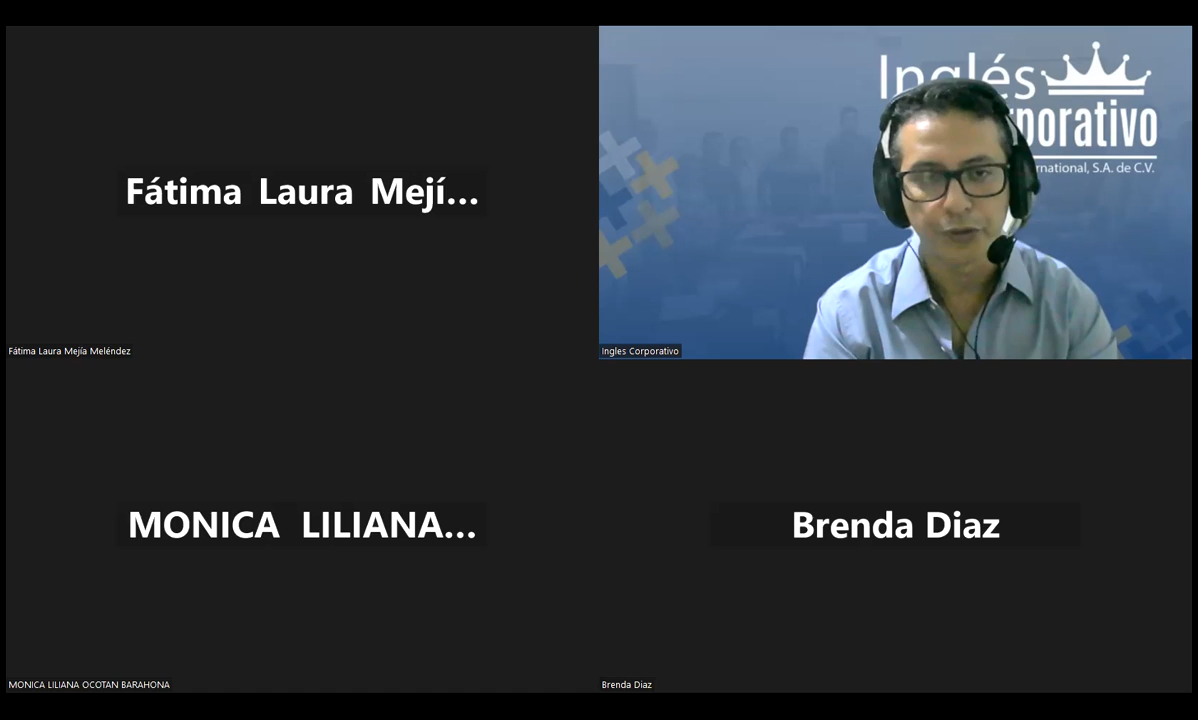 Fátima Laura Mejí...
Fátima Laura Mejía Meléndez
Inglés
porativo
rnational, S.A. de C.V.
Ingles Corporativo
MONICA LILIANA...
MONICA LILIANA OCOTAN BARAHONA
Brenda Diaz
Brenda Diaz